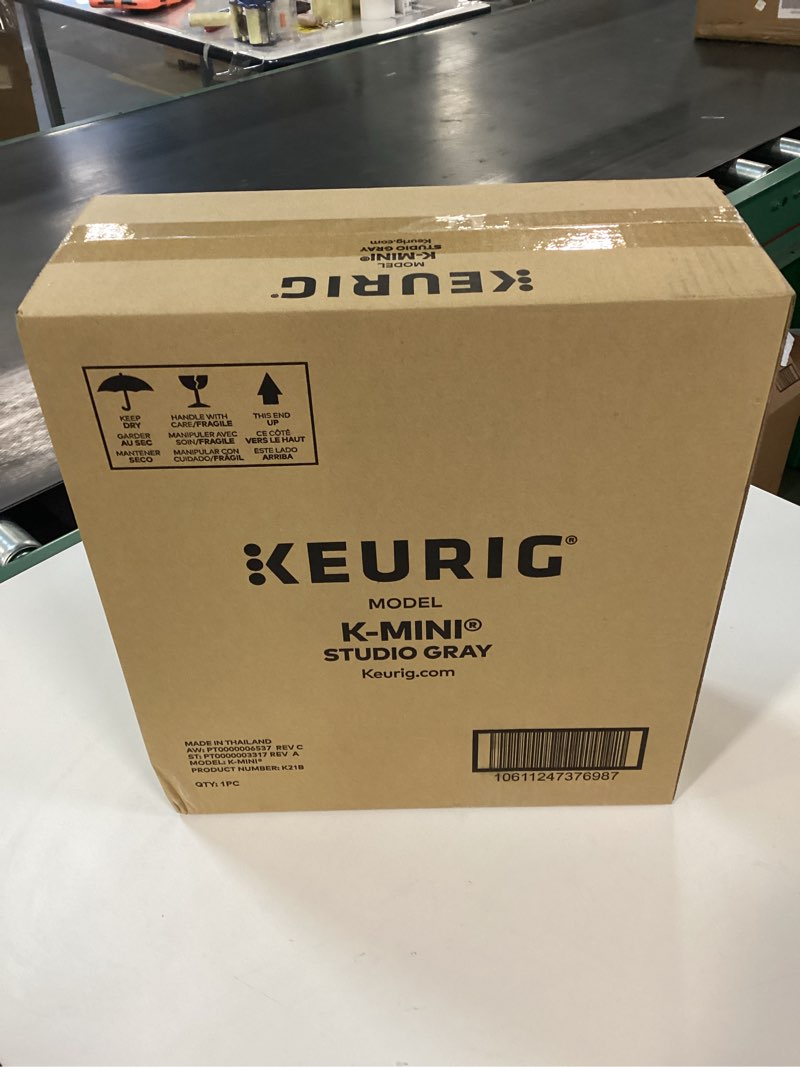 KEURIG
MODEL
K-MINI®
STUDIO GRAY
Keurig.com
KEEP DRY
GARDER AU SEC
MANTENER SECO
HANDLE WITH CARE/FRAGILE
MANIPULER AVEC SOIN/FRAGILE
MANIPULAR CON CUIDADO/FRÁGIL
THIS END UP
CE CÔTÉ VERS LE HAUT
ESTE LADO ARRIBA
KEURIG®
MODEL
K-MINI®
STUDIO GRAY
Keurig.com
MADE IN THAILAND
AW: PT0000006537 REV C
ST: PT0000003317 REV A
MODEL: K-MINI®
PRODUCT NUMBER: K21B
QTY: 1PC
10611247376987